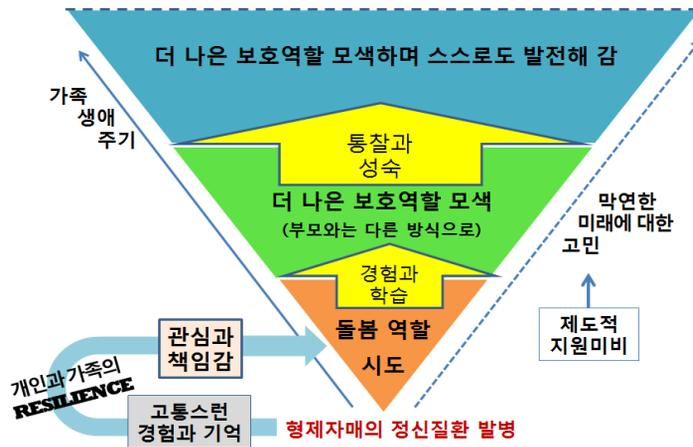 더 나은 보호역할 모색하며 스스로도 발전해 감
가족
생애
주기
통찰과
성숙
더 나은 보호역할 모색
(부모와는 다른 방식으로)
막연한
미래에 대한
고민
경험과
학습
제도적
지원미비
돌봄 역할
시도
관심과
책임감
개인과 가족의
RESILIENCE
고통스런
경험과 기억
형제자매의 정신질환 발병